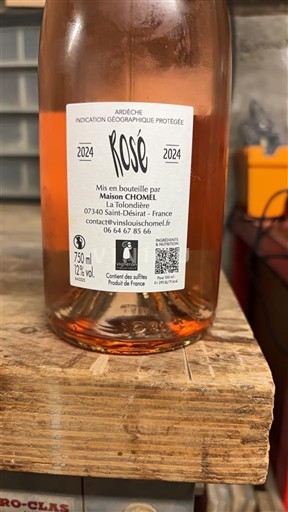 ARDÈCHE
INDICATION GÉOGRAPHIQUE PROTÉGÉE
ROSÉ
2024 2024
Mis en bouteille par
Maison CHOMEL
La Tolondière
07340 Saint-Désirat - France
contact@vinslouischomel.fr
06 64 67 85 66
750 ml
12% vol.
Contient des sulfites
Produit de France
INGRÉDIENTS
& NUTRITION
RO-CLAS